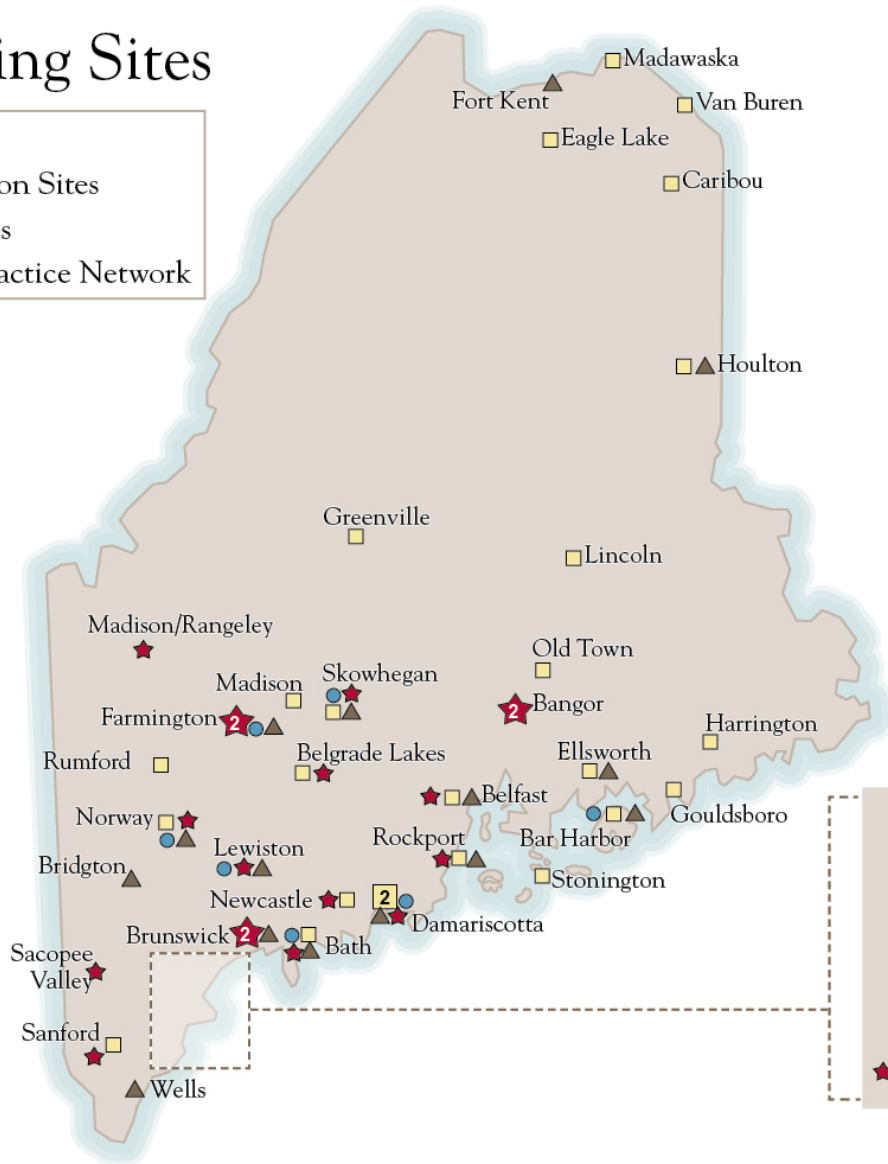 ing Sites
on Sites
s
actice Network
Madawaska
Fort Kent
Van Buren
Eagle Lake
Caribou
Houlton
Greenville
Lincoln
Madison/Rangeley
Old Town
Skowhegan
Madison
Farmington
2
2
Bangor
Harrington
Ellsworth
Belgrade Lakes
Rumford
Belfast
Gouldsboro
Norway
Rockport
Bar Harbor
Lewiston
Bridgton
Stonington
Newcastle
2
Damariscotta
Brunswick
2
Bath
Sacopee
Valley
Sanford
Wells